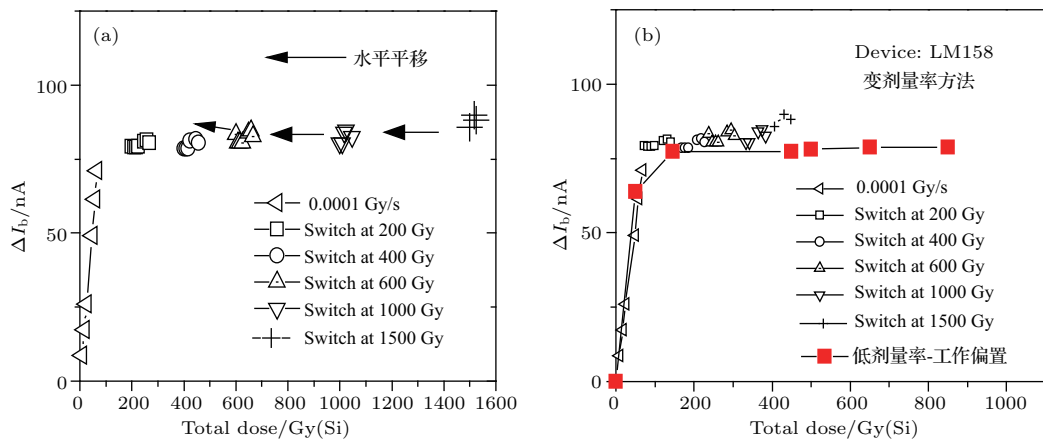 (a)
水平平移
100
50
0
ΔIb/nA
0.0001 Gy/s
Switch at 200 Gy
Switch at 400 Gy
Switch at 600 Gy
Switch at 1000 Gy
Switch at 1500 Gy
0 200 400 600 800 1000 1200 1400 1600
Total dose/Gy(Si)
(b)
Device: LM158
变剂量率方法
100
50
0
ΔIb/nA
0.0001 Gy/s
Switch at 200 Gy
Switch at 400 Gy
Switch at 600 Gy
Switch at 1000 Gy
Switch at 1500 Gy
低剂量率-工作偏置
0 200 400 600 800 1000
Total dose/Gy(Si)